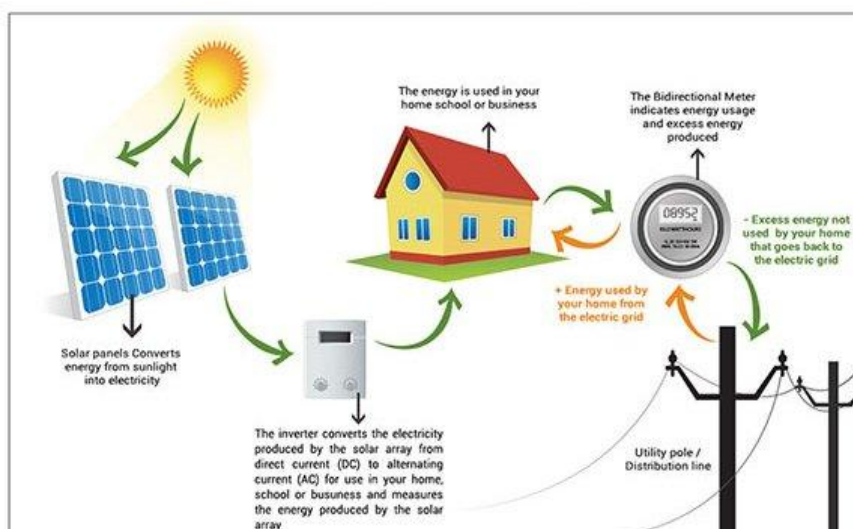 The energy is used in your
home school or business
The Bidirectional Meter
indicates energy usage
and excess energy
produced
- Excess energy not
used by your home
that goes back to
the electric grid
+ Energy used by
your home from
the electric grid
Solar panels Converts
energy from sunlight
into electricity
The inverter converts the electricity
produced by the solar array from
direct current (DC) to alternating
current (AC) for use in your home,
school or busuness and measures
the energy produced by the solar
array
Utility pole /
Distribution line